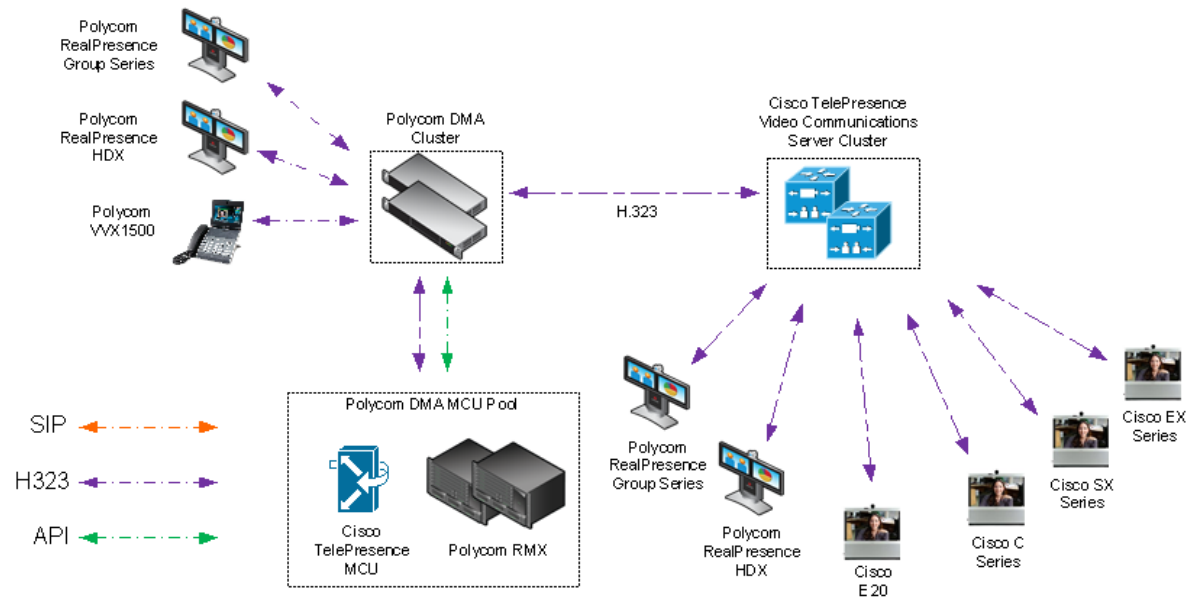 Polycom
RealPresence
Group Series
Polycom
RealPresence
HDX
Polycom
VVX1500
Polycom DMA
Cluster
H.323
Cisco TelePresence
Video Communications
Server Cluster
Polycom DMA MCU Pool
Cisco
TelePresence
MCU
Polycom RMX
SIP
H323
API
Polycom
RealPresence
Group Series
Polycom
RealPresence
HDX
Cisco
E20
Cisco C
Series
Cisco SX
Series
Cisco EX
Series